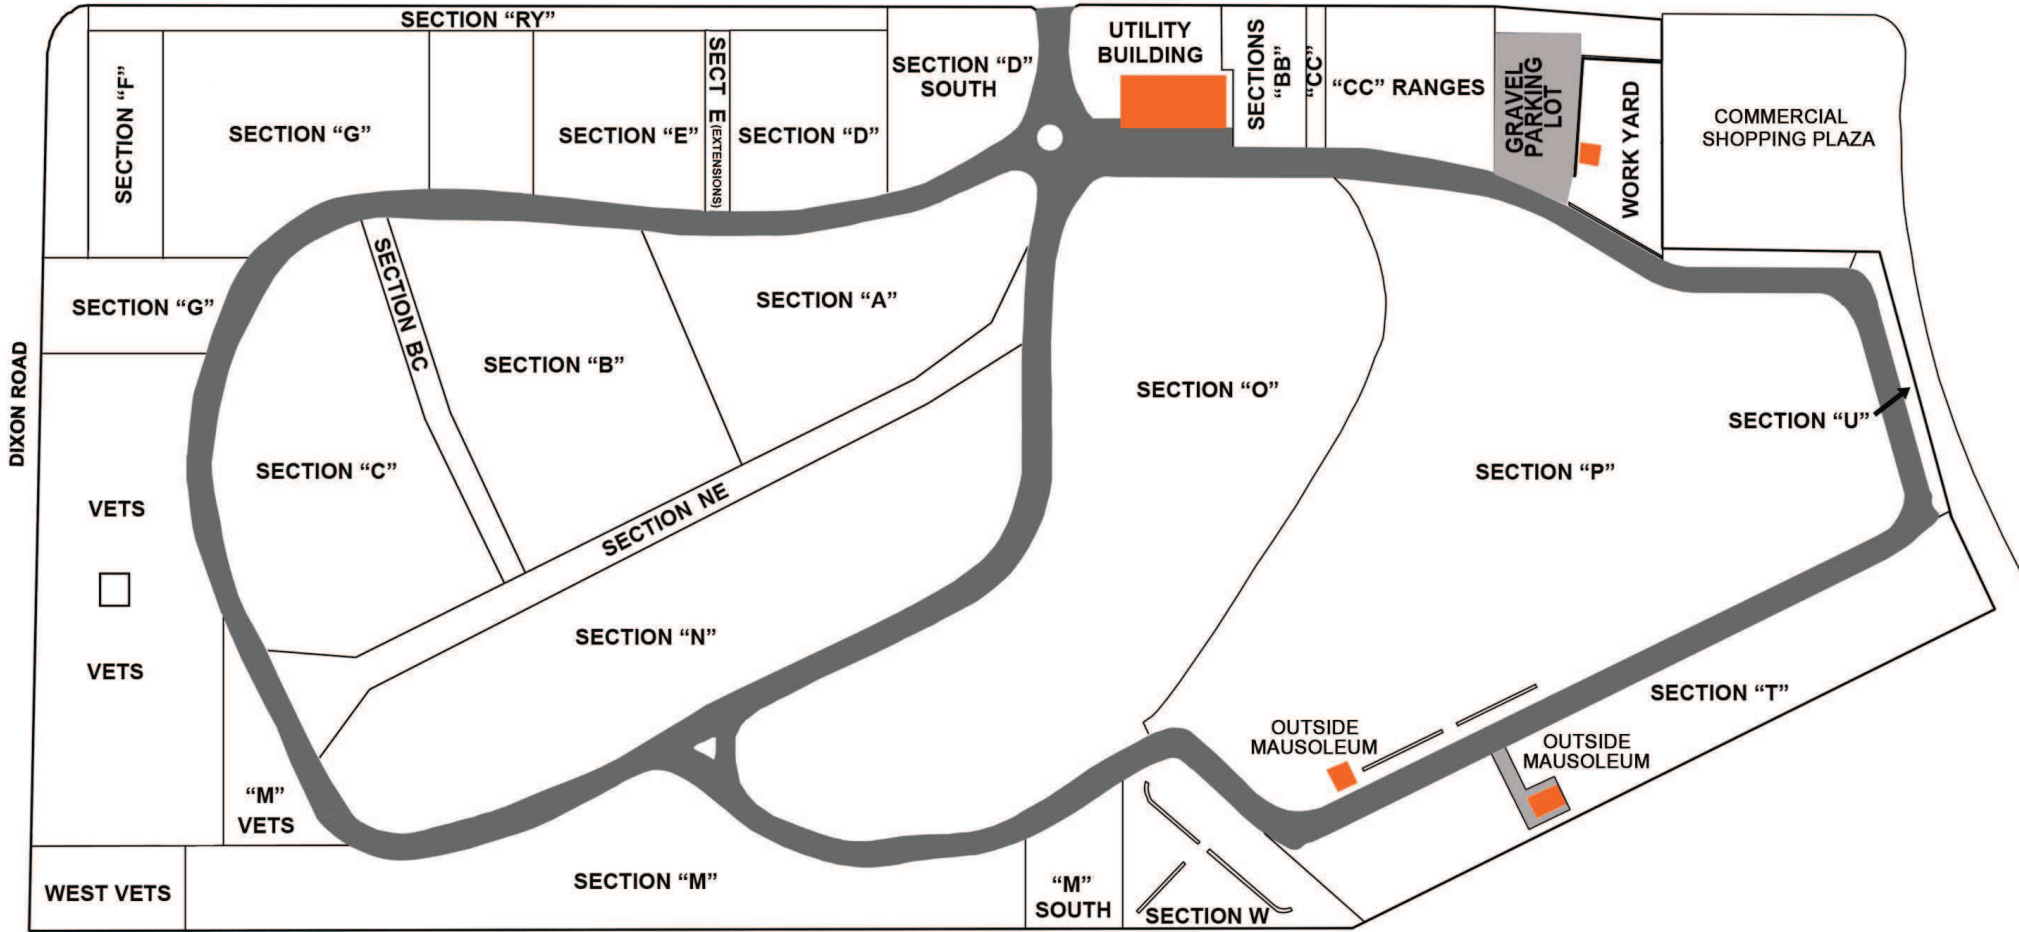 SECTION “RY”
SECTION “F”
SECTION “G”
SECTION “E”
SECT E (EXTENSIONS)
SECTION “D”
SECTION “D”
SOUTH
UTILITY
BUILDING
SECTIONS
“BB”
“CC”
“CC” RANGES
GRAVEL
PARKING
LOT
WORK YARD
COMMERCIAL
SHOPPING PLAZA
DIXON ROAD
SECTION “G”
SECTION BC
SECTION “B”
SECTION “A”
SECTION “C”
SECTION NE
SECTION “O”
SECTION “P”
SECTION “U”
VETS
VETS
SECTION “N”
SECTION “T”
OUTSIDE
MAUSOLEUM
OUTSIDE
MAUSOLEUM
“M”
VETS
WEST VETS
SECTION “M”
“M”
SOUTH
SECTION W